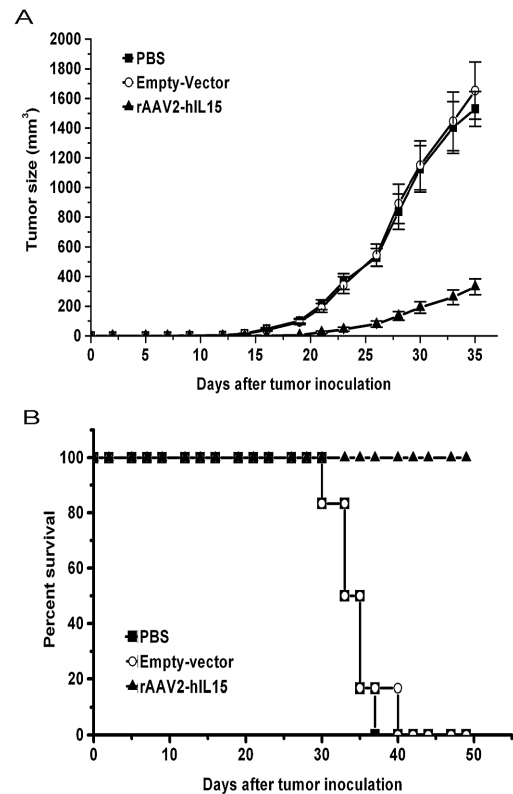 A
2000
1800
1600
1400
1200
1000
800
600
400
200
0
Tumor size (mm³)
PBS
Empty-Vector
rAAV2-hIL15
0 5 10 15 20 25 30 35
Days after tumor inoculation
B
100
80
60
40
20
0
Percent survival
PBS
Empty-vector
rAAV2-hIL15
0 10 20 30 40 50
Days after tumor inoculation